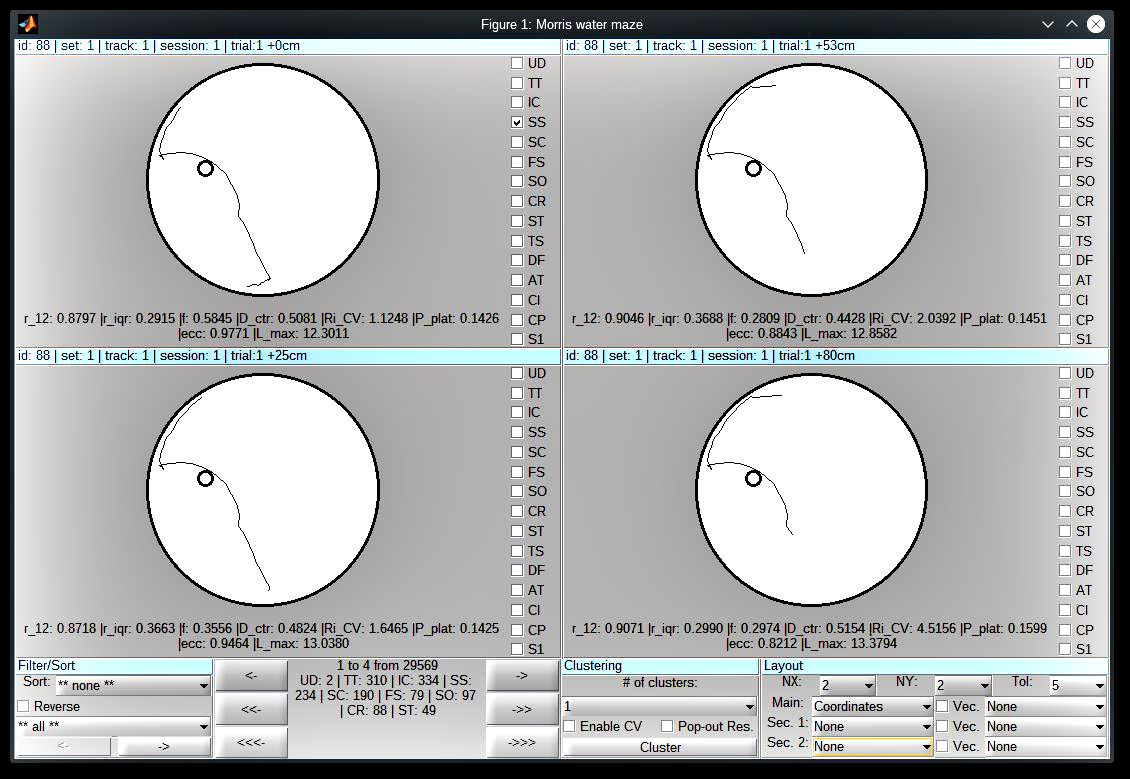 Figure 1: Morris water maze
id: 88 | set: 1 | track: 1 | session: 1 | trial:1 +0cm
UD
TT
IC
SS
SC
FS
SO
CR
ST
TS
DF
AT
CI
CP
S1
r_12: 0.8797 |r_iqr: 0.2915 |f: 0.5845 |D_ctr: 0.5081 |Ri_CV: 1.1248 |P_plat: 0.1426
|ecc: 0.9771 |L_max: 12.3011
id: 88 | set: 1 | track: 1 | session: 1 | trial:1 +53cm
UD
TT
IC
SS
SC
FS
SO
CR
ST
TS
DF
AT
CI
CP
S1
r_12: 0.9046 |r_iqr: 0.3688 |f: 0.2809 |D_ctr: 0.4428 |Ri_CV: 2.0392 |P_plat: 0.1451
|ecc: 0.8843 |L_max: 12.8582
id: 88 | set: 1 | track: 1 | session: 1 | trial:1 +25cm
UD
TT
IC
SS
SC
FS
SO
CR
ST
TS
DF
AT
CI
CP
S1
r_12: 0.8718 |r_iqr: 0.3663 |f: 0.3556 |D_ctr: 0.4824 |Ri_CV: 1.6465 |P_plat: 0.1425
|ecc: 0.9464 |L_max: 13.0380
id: 88 | set: 1 | track: 1 | session: 1 | trial:1 +80cm
UD
TT
IC
SS
SC
FS
SO
CR
ST
TS
DF
AT
CI
CP
S1
r_12: 0.9071 |r_iqr: 0.2990 |f: 0.2974 |D_ctr: 0.5154 |Ri_CV: 4.5156 |P_plat: 0.1599
|ecc: 0.8212 |L_max: 13.3794
Filter/Sort
Sort: ** none **
Reverse
** all **
<- ->
<-
<<-
<<<-
1 to 4 from 29569
UD: 2 | TT: 310 | IC: 334 | SS:
234 | SC: 190 | FS: 79 | SO: 97
| CR: 88 | ST: 49
->
->>
->>>
Clustering
# of clusters:
1
Enable CV Pop-out Res.
Cluster
Layout
NX: 2 NY: 2 Tol: 5
Main: Coordinates Vec. None
Sec. 1: None Vec. None
Sec. 2: None Vec. None